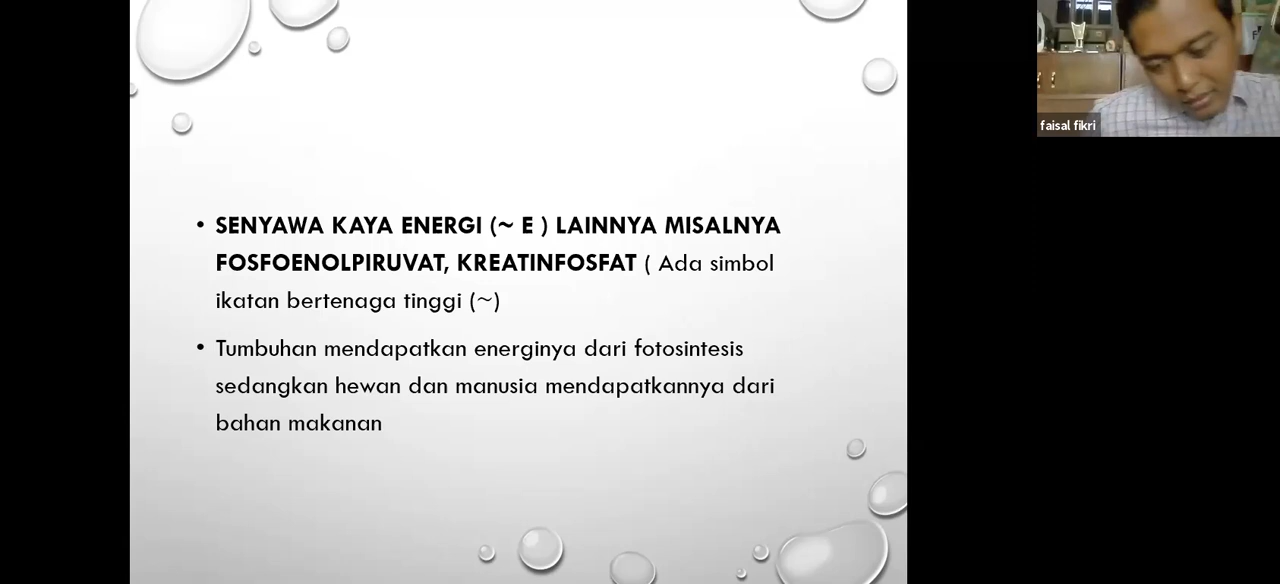 • SENYAWA KAYA ENERGI (~ E ) LAINNYA MISALNYA
FOSFOENOLPIRUVAT, KREATINFOSFAT ( Ada simbol
ikatan bertenaga tinggi (~)
• Tumbuhan mendapatkan energinya dari fotosintesis
sedangkan hewan dan manusia mendapatkannya dari
bahan makanan
faisal fikri